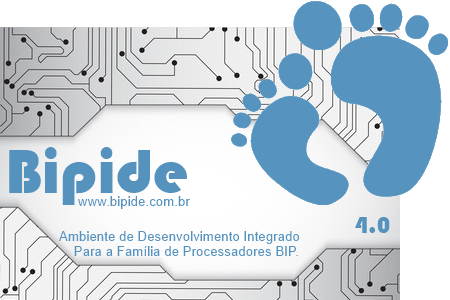 Bipide
www.bipide.com.br
4.0
Ambiente de Desenvolvimento Integrado
Para a Família de Processadores BIP.